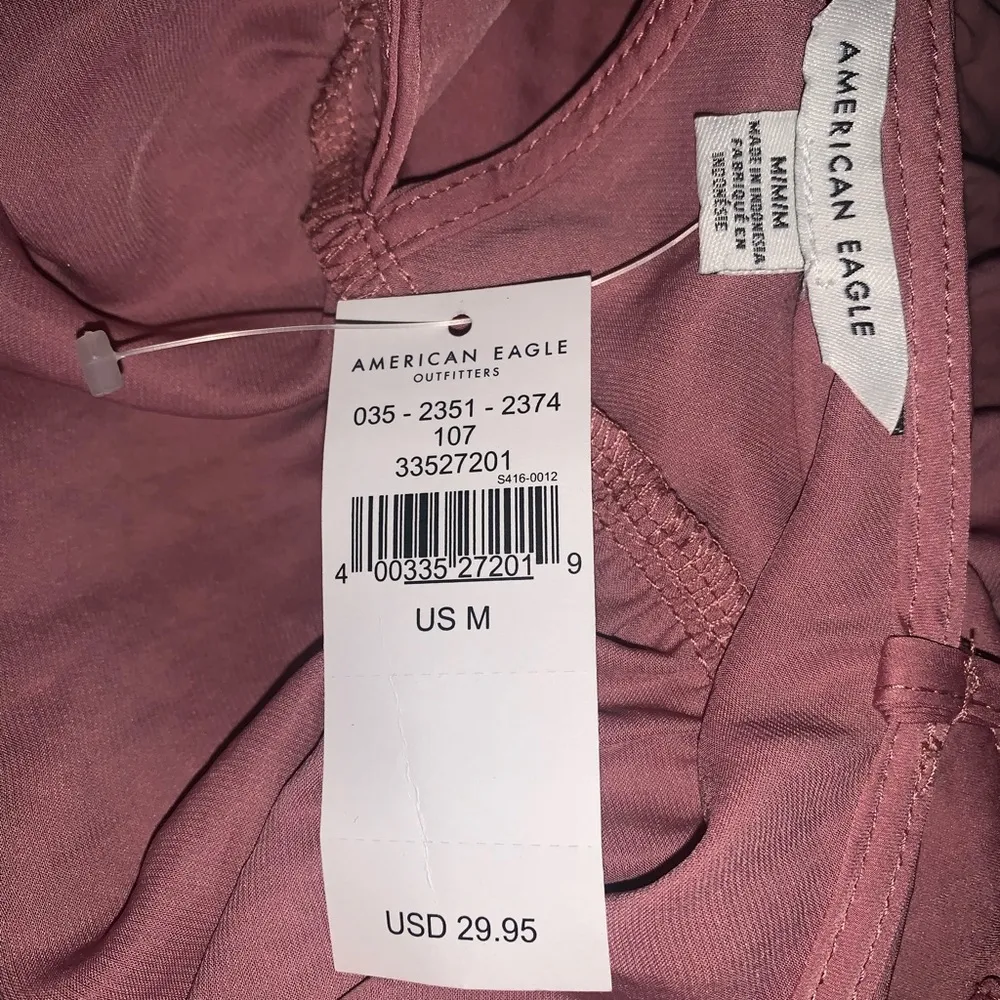 AMERICAN EAGLE
M/M/M
MADE IN INDONESIA
FABRIQUÉ EN
INDONÉSIE
AMERICAN EAGLE
OUTFITTERS
035 - 2351 - 2374
107
33527201
S416-0012
4 00335 27201 9
US M
USD 29.95